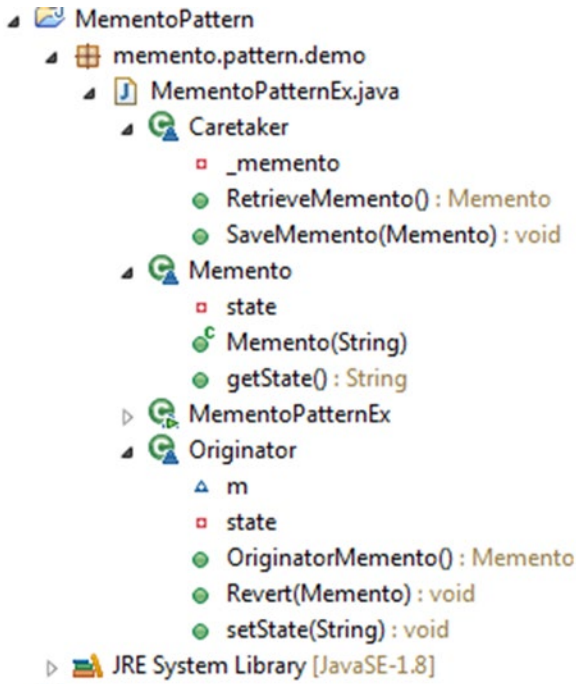 MementoPattern
memento.pattern.demo
MementoPatternEx.java
Caretaker
_memento
RetrieveMemento() : Memento
SaveMemento(Memento) : void
Memento
state
Memento(String)
getState() : String
MementoPatternEx
Originator
m
state
OriginatorMemento() : Memento
Revert(Memento) : void
setState(String) : void
JRE System Library [JavaSE-1.8]